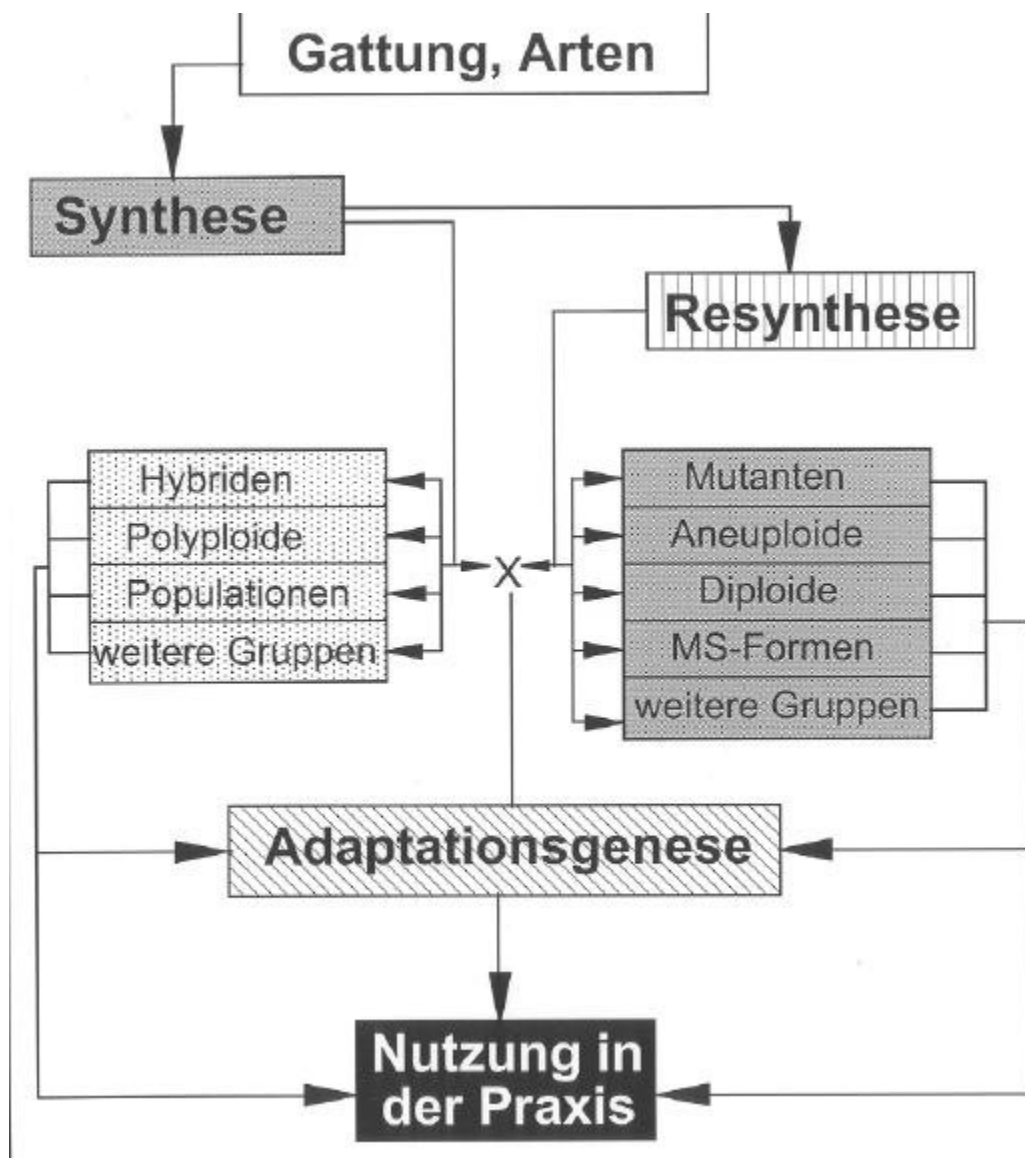 Gattung, Arten
Synthese
Resynthese
Hybriden
Polyploide
Populationen
weitere Gruppen
X
Mutanten
Aneuploide
Diploide
MS-Formen
weitere Gruppen
Adaptationsgenese
Nutzung in
der Praxis